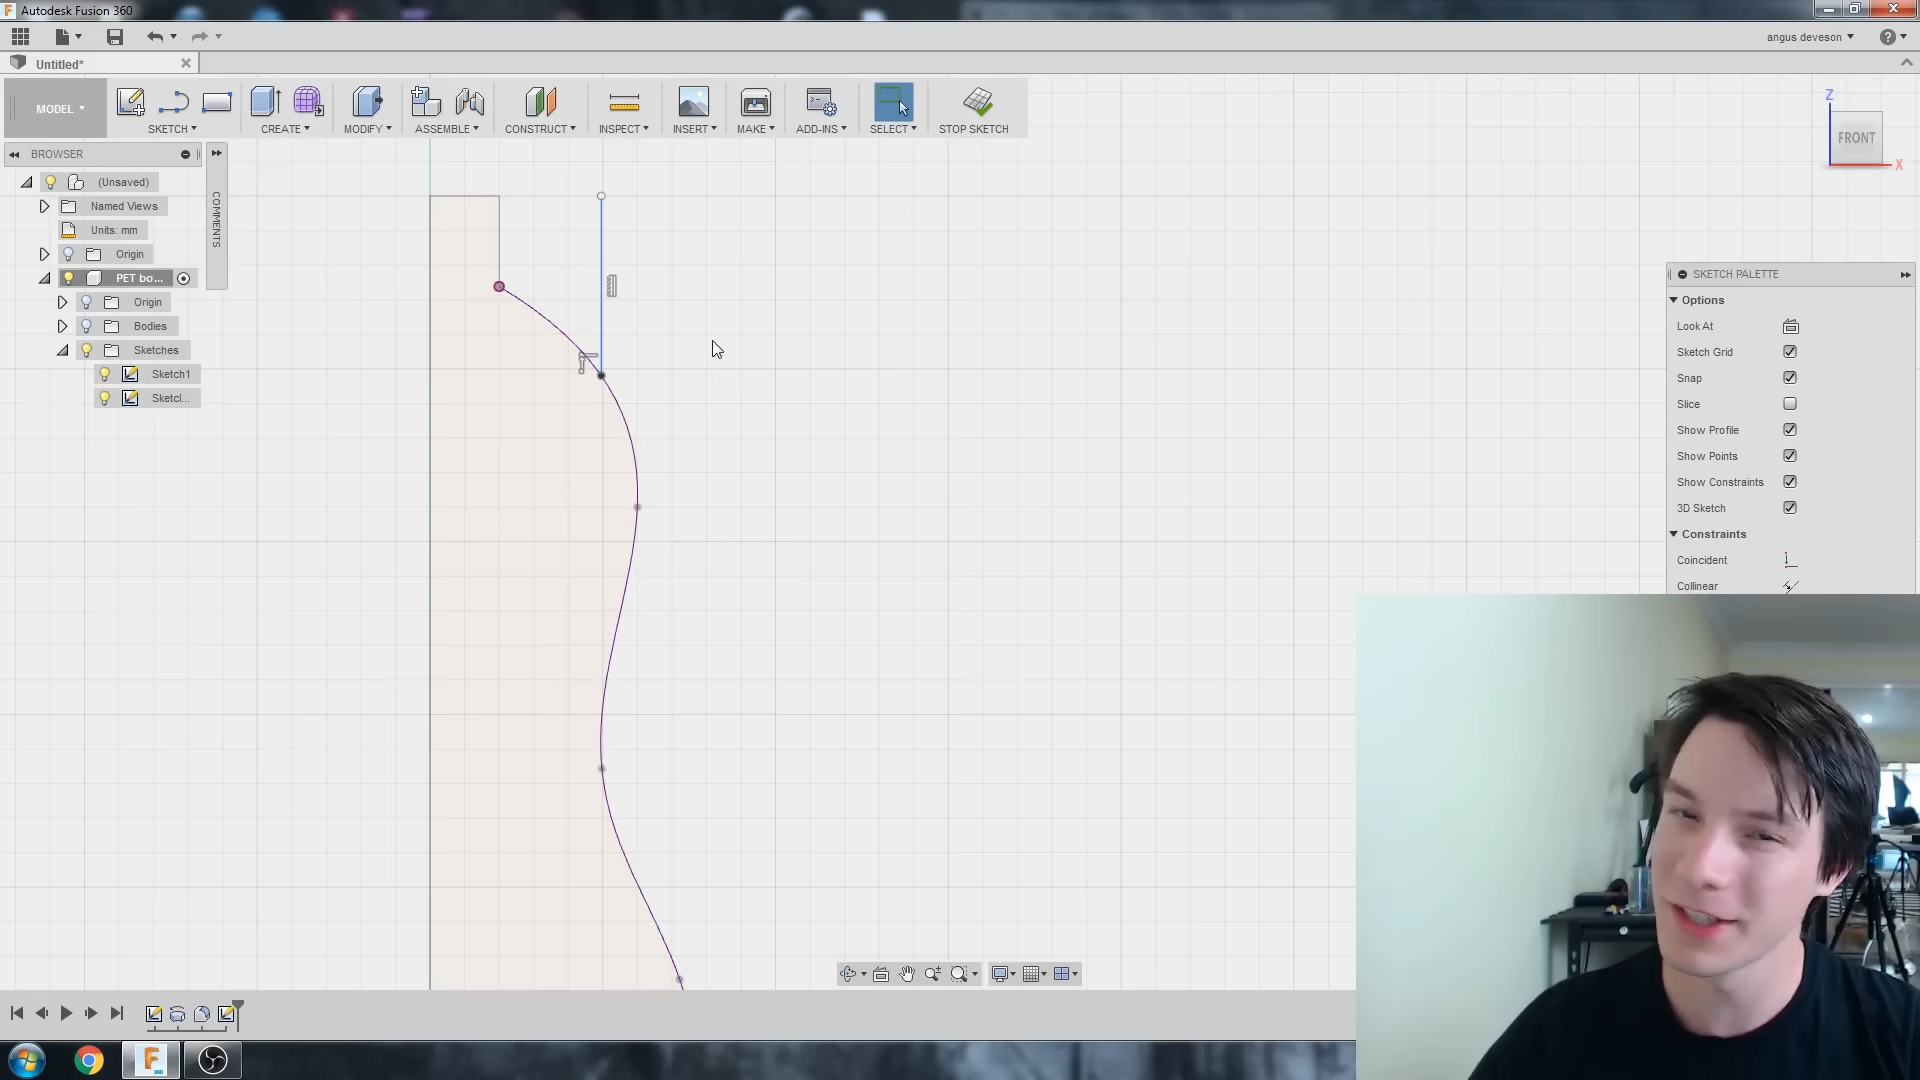 Autodesk Fusion 360
angus deveson
Untitled*
MODEL
SKETCH
CREATE
MODIFY
ASSEMBLE
CONSTRUCT
INSPECT
INSERT
MAKE
ADD-INS
SELECT
STOP SKETCH
BROWSER
COMMENTS
(Unsaved)
Named Views
Units: mm
Origin
PET bo...
Origin
Bodies
Sketches
Sketch1
Sketcl...
Z
FRONT
X
SKETCH PALETTE
Options
Look At
Sketch Grid
Snap
Slice
Show Profile
Show Points
Show Constraints
3D Sketch
Constraints
Coincident
Collinear
F
360